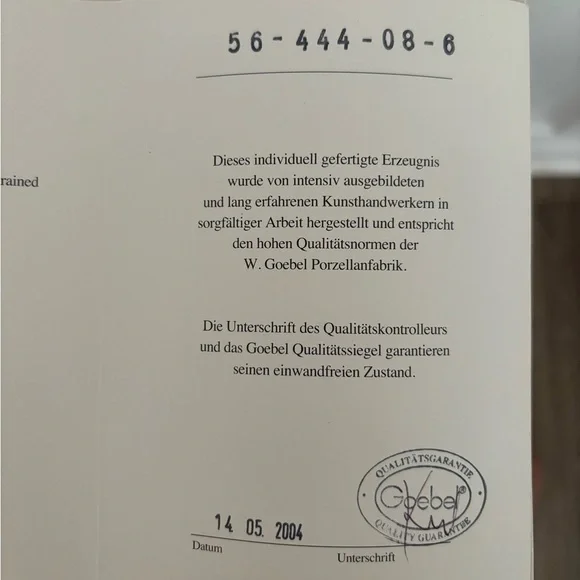 56-444-08-6
rained
Dieses individuell gefertigte Erzeugnis
wurde von intensiv ausgebildeten
und lang erfahrenen Kunsthandwerkern in
sorgfältiger Arbeit hergestellt und entspricht
den hohen Qualitätsnormen der
W. Goebel Porzellanfabrik.
Die Unterschrift des Qualitätskontrolleurs
und das Goebel Qualitätssiegel garantieren
seinen einwandfreien Zustand.
QUALITÄTSGARANTIE
Goebel®
QUALITY GUARANTEE
14 05. 2004
Datum
Unterschrift